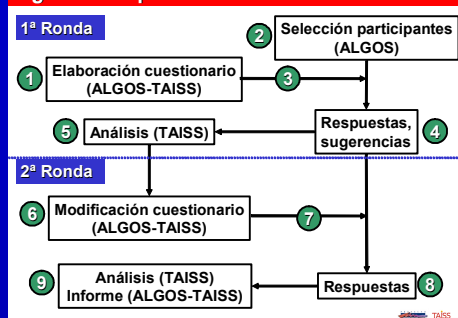 1ª Ronda
2
Selección participantes
(ALGOS)
1
Elaboración cuestionario
(ALGOS-TAISS)
3
5
Análisis (TAISS)
Respuestas,
sugerencias
4
2ª Ronda
6
Modificación cuestionario
(ALGOS-TAISS)
7
9
Análisis (TAISS)
Informe (ALGOS-TAISS)
Respuestas
8
TAÍSS